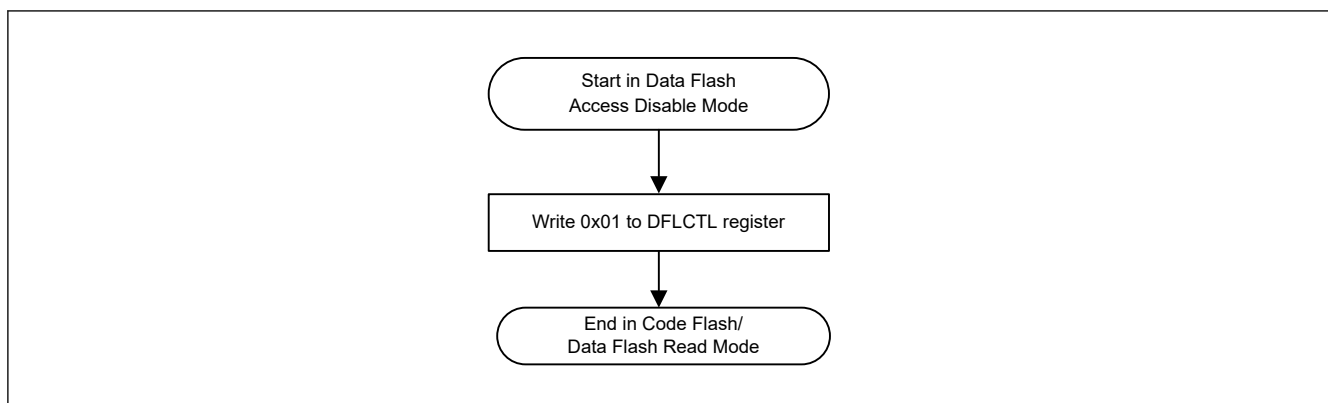 Start in Data Flash
Access Disable Mode
Write 0x01 to DFLCTL register
End in Code Flash/
Data Flash Read Mode